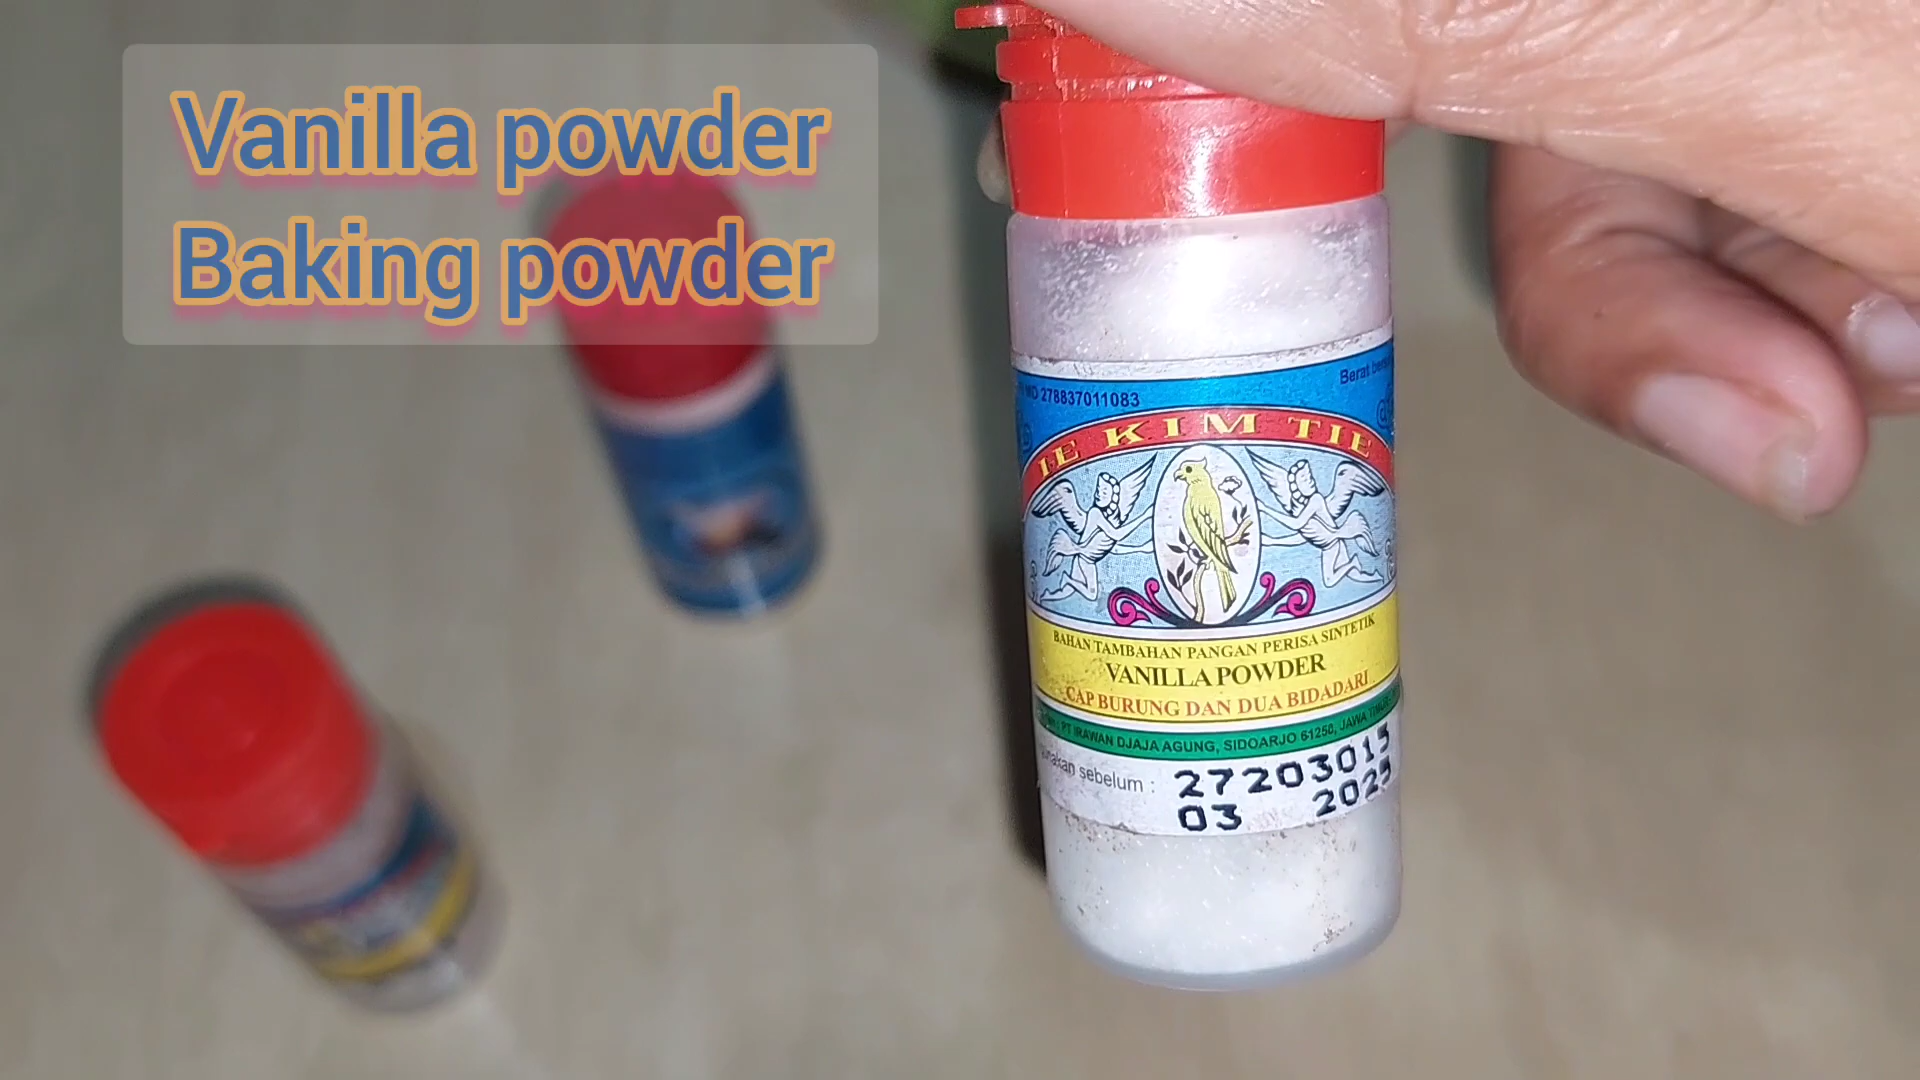 Vanilla powder
Baking powder
MD 278837011083
Berat
IE KIM TIE
BAHAN TAMBAHAN PANGAN PERISA SINTETIK
VANILLA POWDER
CAP BURUNG DAN DUA BIDADARI
PT IRAWAN DJAJA AGUNG, SIDOARJO 61256, JAWA
sebelum :
27203015
03 2025